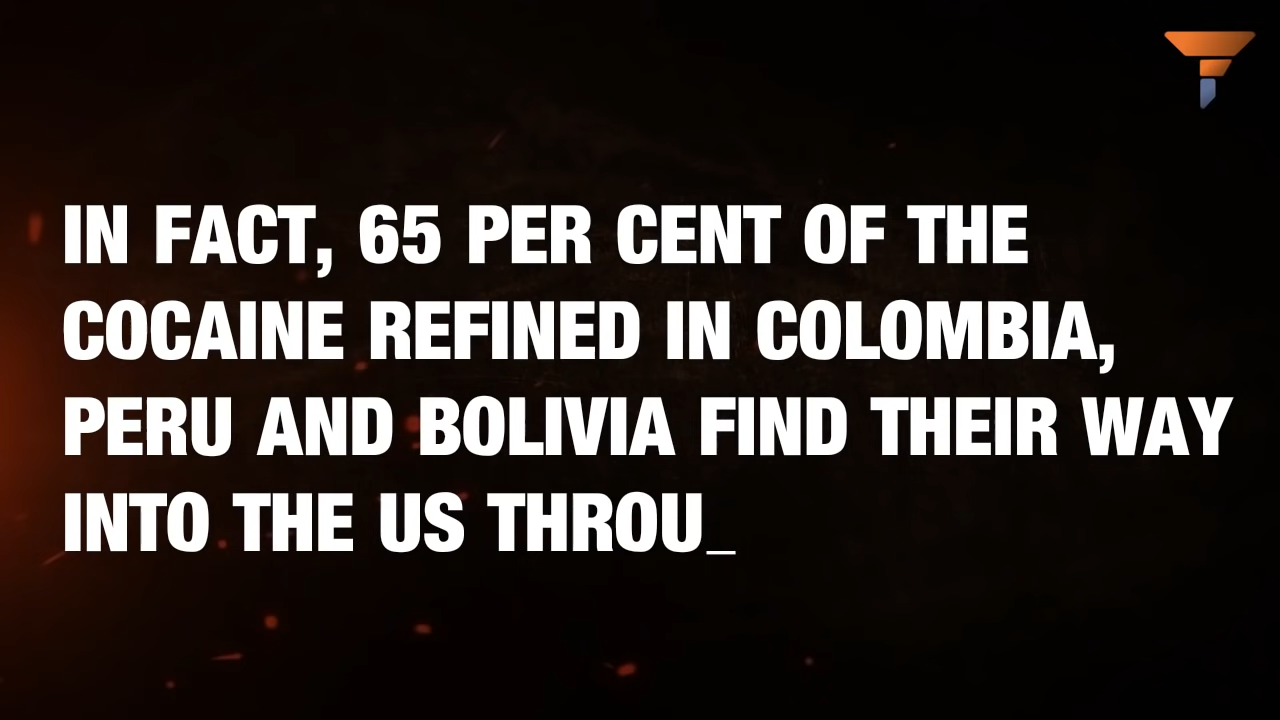 IN FACT, 65 PER CENT OF THE
COCAINE REFINED IN COLOMBIA,
PERU AND BOLIVIA FIND THEIR WAY
INTO THE US THROU_